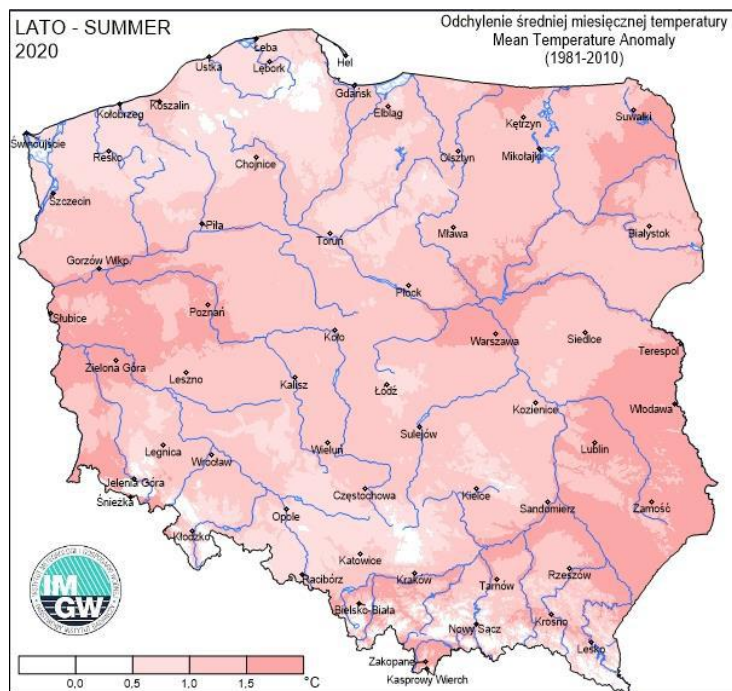 LATO - SUMMER
2020
Odchylenie średniej miesięcznej temperatury
Mean Temperature Anomaly
(1981-2010)
Łeba
Ustka
Lębork
Hel
Gdańsk
Kołobrzeg
Koszalin
Elbląg
Kętrzyn
Suwałki
Świnoujście
Resko
Chojnice
Olsztyn
Mikołajki
Szczecin
Piła
Toruń
Mława
Białystok
Gorzów Wlkp.
Płock
Słubice
Poznań
Koło
Warszawa
Siedlce
Terespol
Zielona Góra
Leszno
Kalisz
Łódź
Kozienice
Włodawa
Sulejów
Legnica
Wrocław
Wieluń
Lublin
Jelenia Góra
Śnieżka
Częstochowa
Kielce
Sandomierz
Zamość
Opole
Kłodzko
Katowice
Racibórz
Kraków
Tarnów
Rzeszów
Bielsko-Biała
Nowy Sącz
Krosno
Lesko
Zakopane
Kasprowy Wierch
IM
GW
0,0 0,5 1,0 1,5 °C